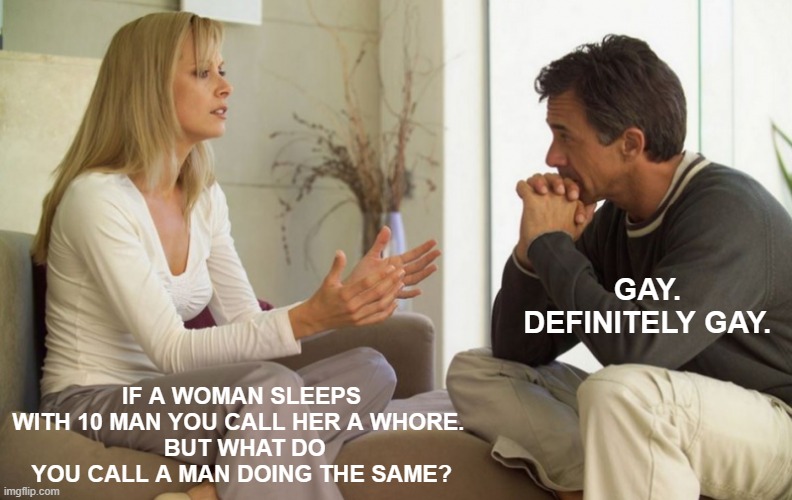 IF A WOMAN SLEEPS
WITH 10 MAN YOU CALL HER A WHORE.
BUT WHAT DO
YOU CALL A MAN DOING THE SAME?
GAY.
DEFINITELY GAY.
imgflip.com